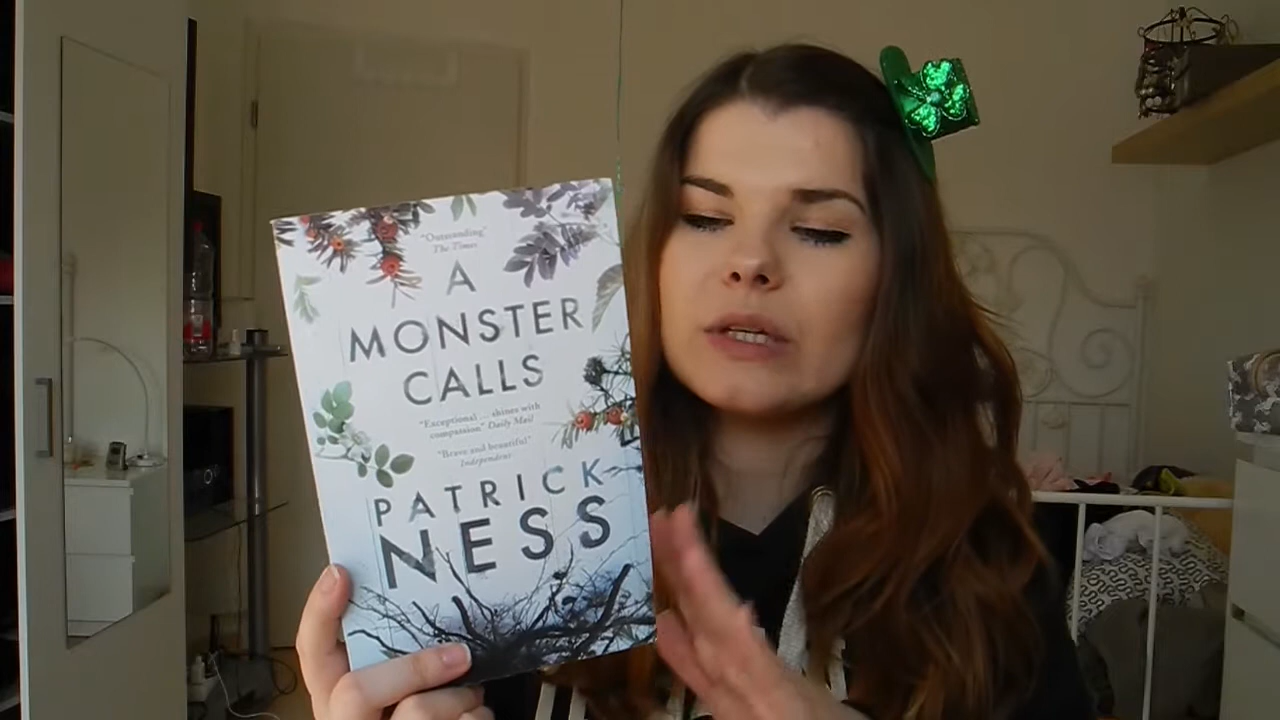 "Outstanding"
The Times
A
MONSTER
CALLS
"Exceptional ... shines with
compassion" Daily Mail
"Brave and beautiful"
Independent
PATRICK
NESS